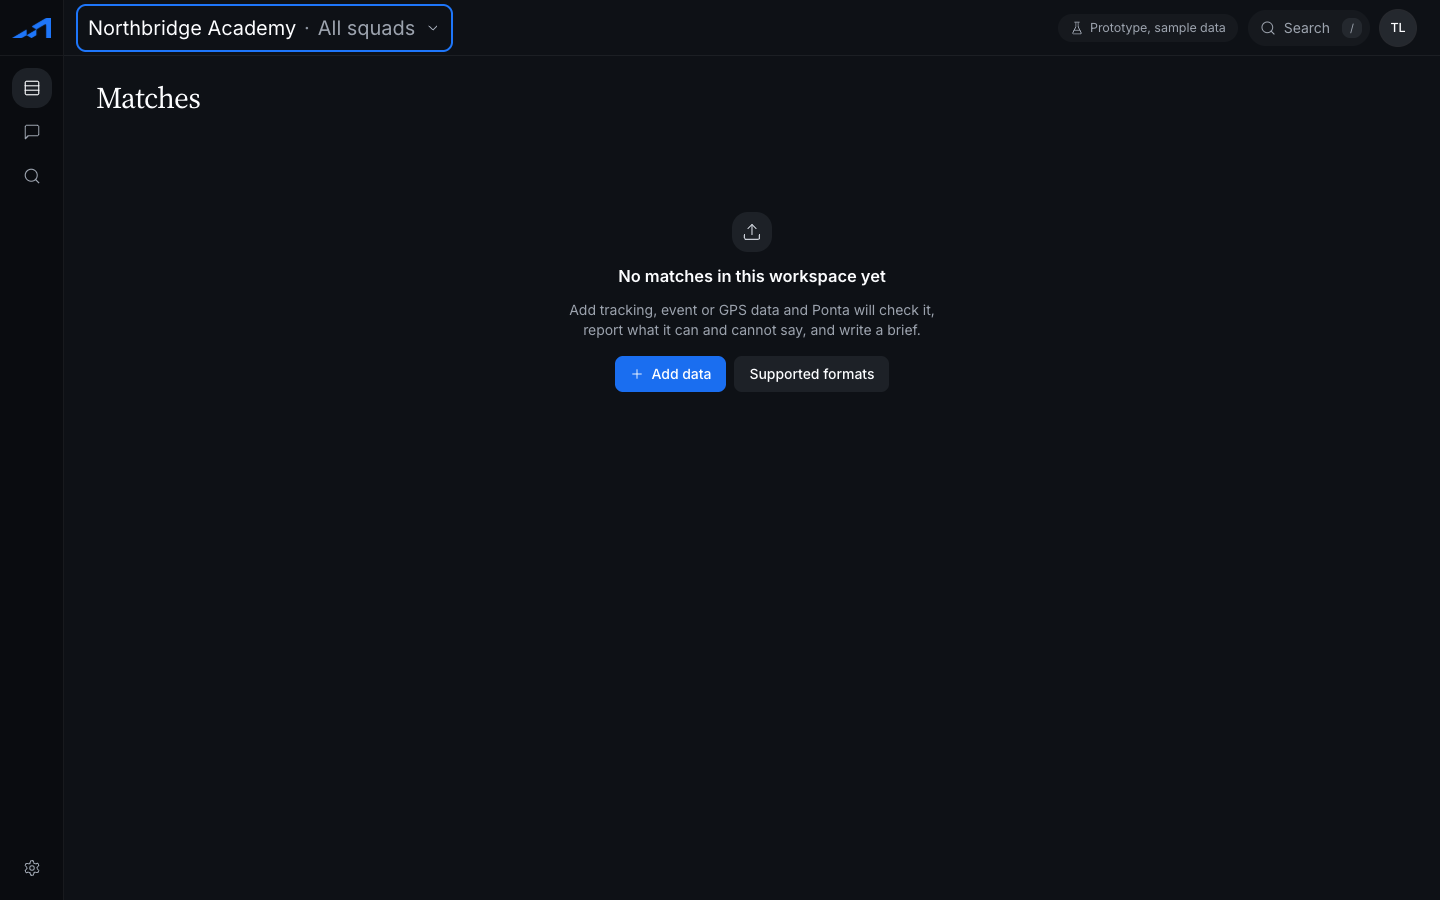 Northbridge Academy · All squads
Prototype, sample data
Search /
TL
Matches
No matches in this workspace yet
Add tracking, event or GPS data and Ponta will check it,
report what it can and cannot say, and write a brief.
Add data
Supported formats